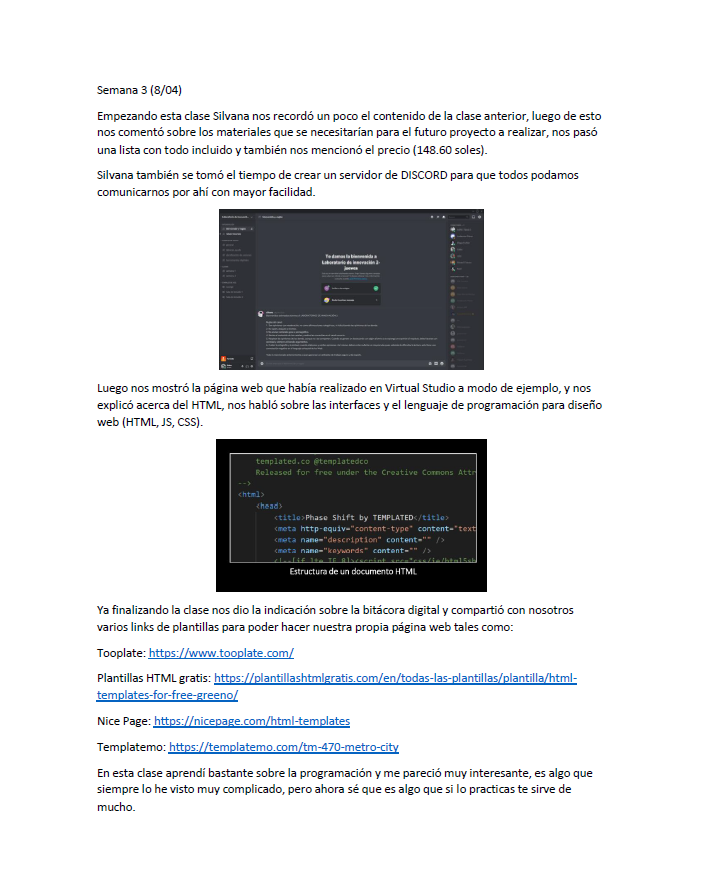 Semana 3 (8/04)
Empezando esta clase Silvana nos recordó un poco el contenido de la clase anterior, luego de esto
nos comentó sobre los materiales que se necesitarían para el futuro proyecto a realizar, nos pasó
una lista con todo incluido y también nos mencionó el precio (148.60 soles).
Silvana también se tomó el tiempo de crear un servidor de DISCORD para que todos podamos
comunicarnos por ahí con mayor facilidad.
Te damos la bienvenida a
Laboratorio de innovación 2-
jueves
Luego nos mostró la página web que había realizado en Virtual Studio a modo de ejemplo, y nos
explicó acerca del HTML, nos habló sobre las interfaces y el lenguaje de programación para diseño
web (HTML, JS, CSS).
templated.co @templatedco
Released for free under the Creative Commons Attr
-->
<html>
<head>
<title>Phase Shift by TEMPLATED</title>
<meta http-equiv="content-type" content="text
<meta name="description" content="" />
<meta name="keywords" content="" />
Estructura de un documento HTML
Ya finalizando la clase nos dio la indicación sobre la bitácora digital y compartió con nosotros
varios links de plantillas para poder hacer nuestra propia página web tales como:
Tooplate: https://www.tooplate.com/
Plantillas HTML gratis: https://plantillashtmlgratis.com/en/todas-las-plantillas/plantilla/html-
templates-for-free-greeno/
Nice Page: https://nicepage.com/html-templates
Templatemo: https://templatemo.com/tm-470-metro-city
En esta clase aprendí bastante sobre la programación y me pareció muy interesante, es algo que
siempre lo he visto muy complicado, pero ahora sé que es algo que si lo practicas te sirve de
mucho.